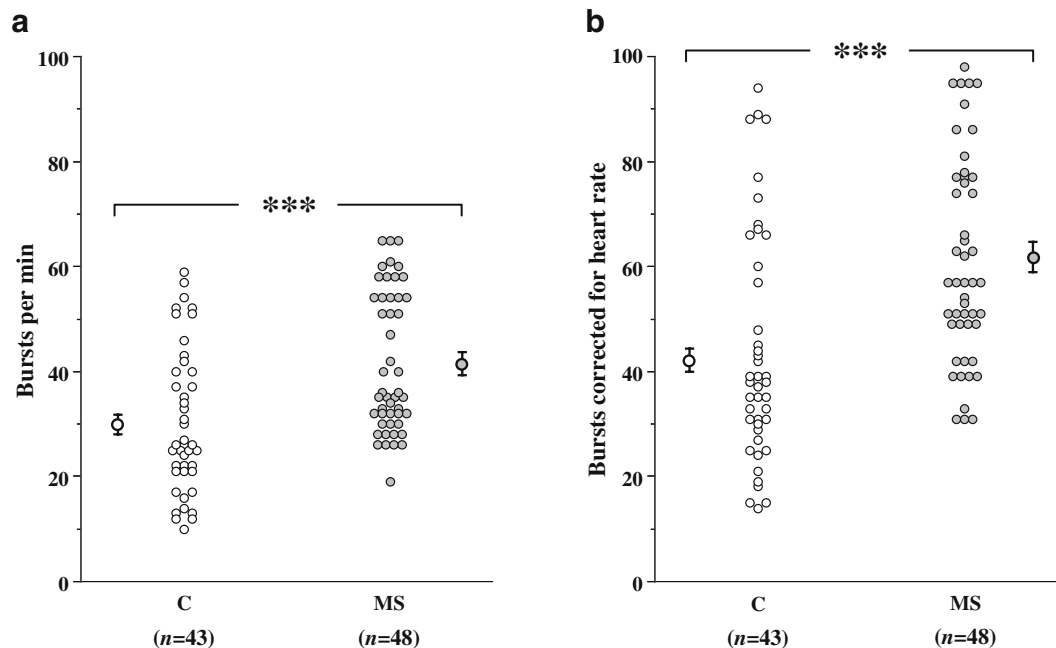 a
100
80
60
40
20
0
Bursts per min
***
C
MS
(n=43)
(n=48)
b
100
80
60
40
20
0
Bursts corrected for heart rate
***
C
MS
(n=43)
(n=48)